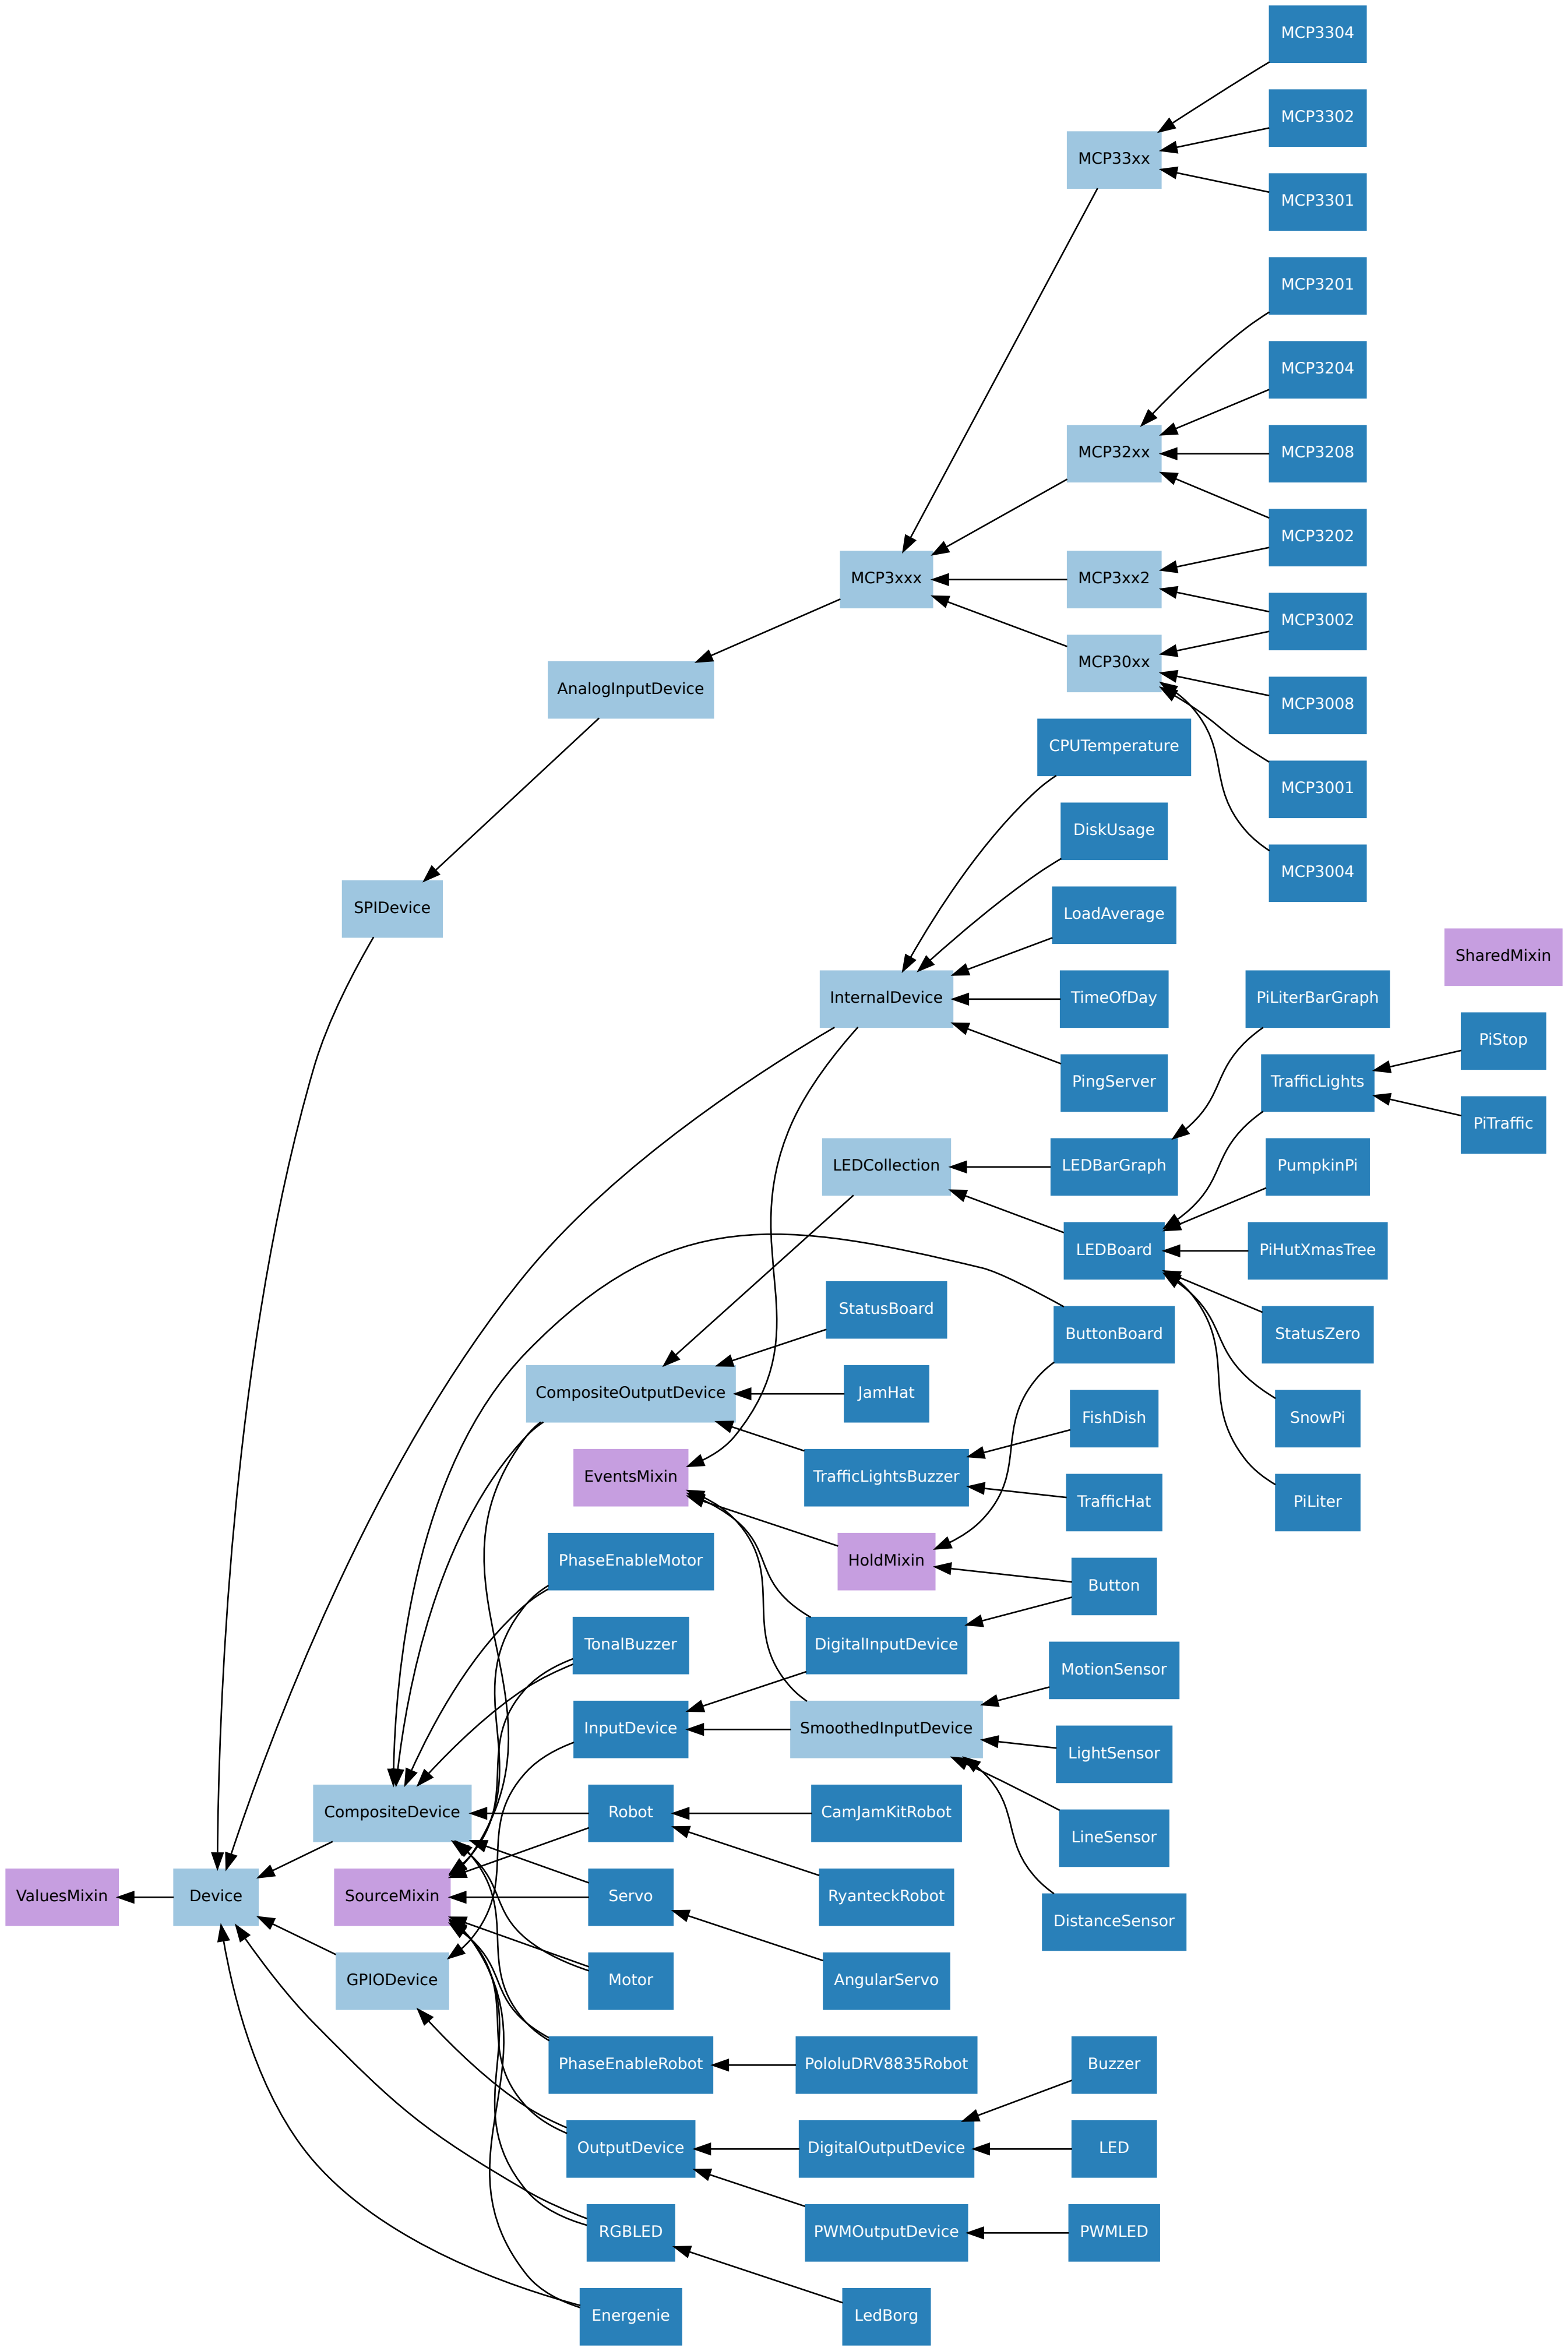 MCP3304
MCP3302
MCP33xx
MCP3301
MCP3201
MCP3204
MCP32xx
MCP3208
MCP3202
MCP3xxx
MCP3xx2
MCP3002
MCP30xx
AnalogInputDevice
MCP3008
CPUTemperature
MCP3001
DiskUsage
MCP3004
SPIDevice
LoadAverage
SharedMixin
InternalDevice
TimeOfDay
PiLiterBarGraph
PiStop
PingServer
TrafficLights
PiTraffic
LEDCollection
LEDBarGraph
PumpkinPi
LEDBoard
PiHutXmasTree
StatusBoard
ButtonBoard
StatusZero
CompositeOutputDevice
JamHat
FishDish
SnowPi
EventsMixin
TrafficLightsBuzzer
TrafficHat
PiLiter
PhaseEnableMotor
HoldMixin
Button
TonalBuzzer
DigitalInputDevice
MotionSensor
InputDevice
SmoothedInputDevice
LightSensor
CompositeDevice
Robot
CamJamKitRobot
LineSensor
ValuesMixin
Device
SourceMixin
Servo
RyanteckRobot
DistanceSensor
GPIODevice
Motor
AngularServo
PhaseEnableRobot
PololuDRV8835Robot
Buzzer
OutputDevice
DigitalOutputDevice
LED
RGBLED
PWMOutputDevice
PWMLED
Energenie
LedBorg